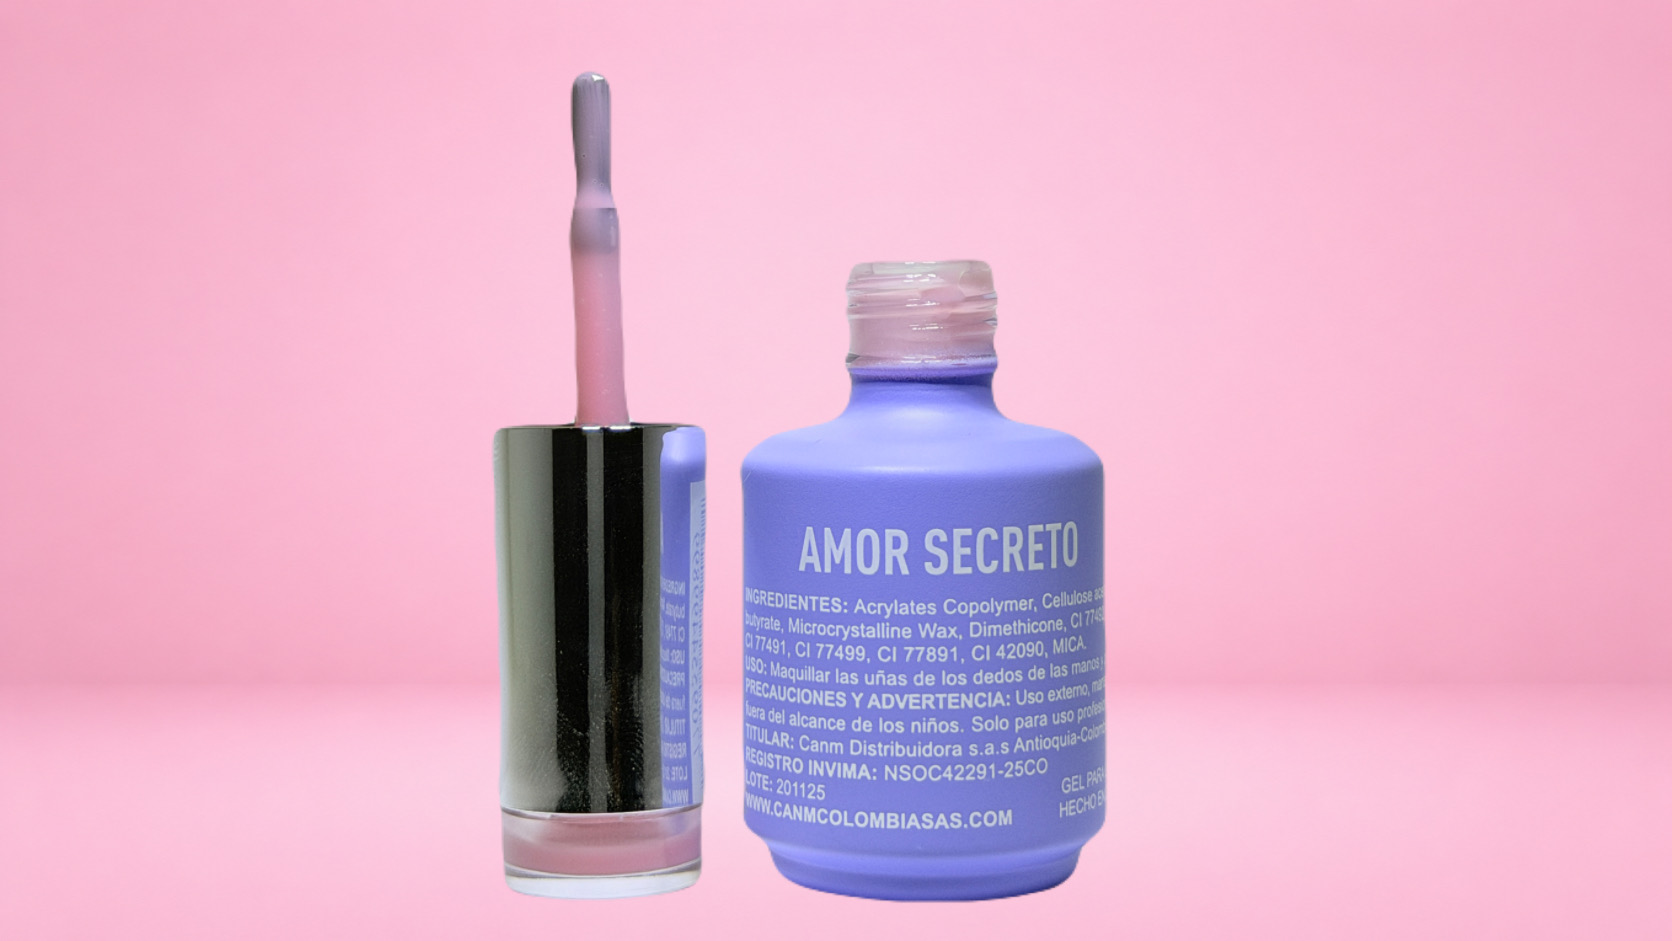 AMOR SECRETO
INGREDIENTES: Acrylates Copolymer, Cellulose
butyrate, Microcrystalline Wax, Dimethicone, CI
CI 77491, CI 77499, CI 77891, CI 42090, MICA.
USO: Maquillar las uñas de los dedos de las manos
PRECAUCIONES Y ADVERTENCIA: Uso externo,
fuera del alcance de los niños. Solo para uso
TITULAR: Canm Distribuidora s.a.s
REGISTRO INVIMA: NSOC42291-25CO
LOTE: 201125
WWW.CANMCOLOMBIASAS.COM
GEL PARA
HECHO EN